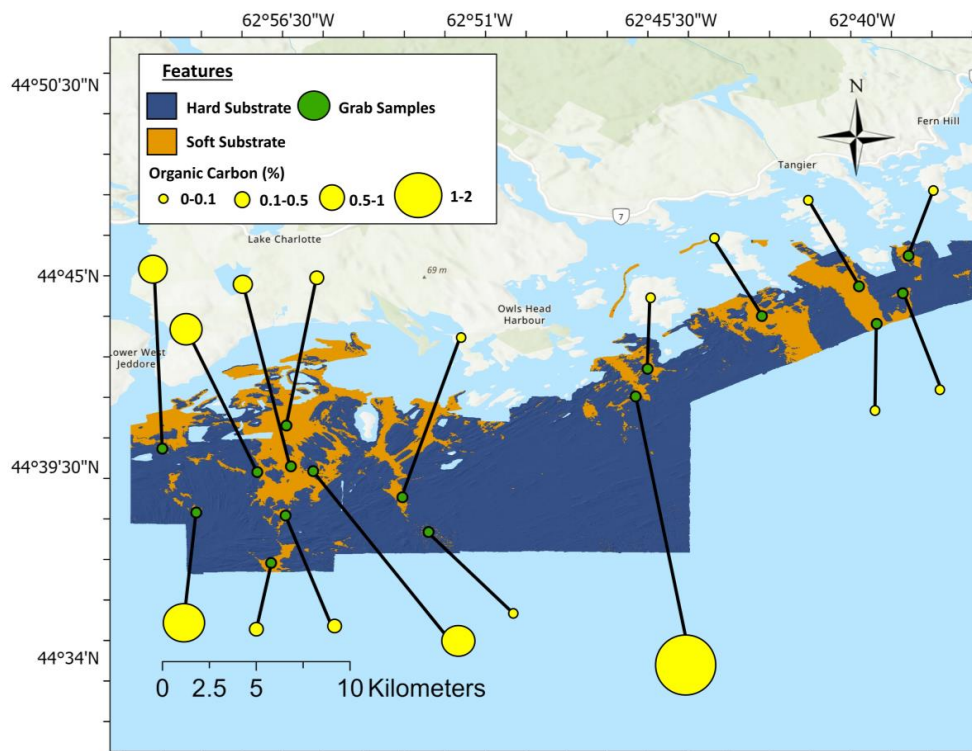 62°56'30"W 62°51'W 62°45'30"W 62°40'W
44°50'30"N
Features
Hard Substrate Grab Samples
Soft Substrate
Organic Carbon (%)
0-0.1 0.1-0.5 0.5-1 1-2
N
Fern Hill
Tangier
7
Lake Charlotte
44°45'N
69 m
Owls Head
Harbour
Lower West
Jeddore
44°39'30"N
44°34'N
0 2.5 5 10 Kilometers